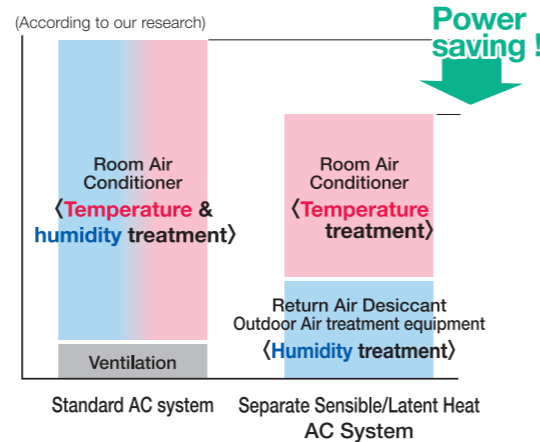 (According to our research)
Power
saving !
Room Air
Conditioner
〈Temperature &
humidity treatment〉
Ventilation
Room Air
Conditioner
〈Temperature
treatment〉
Return Air Desiccant
Outdoor Air treatment equipment
〈Humidity treatment〉
Standard AC system
Separate Sensible/Latent Heat
AC System